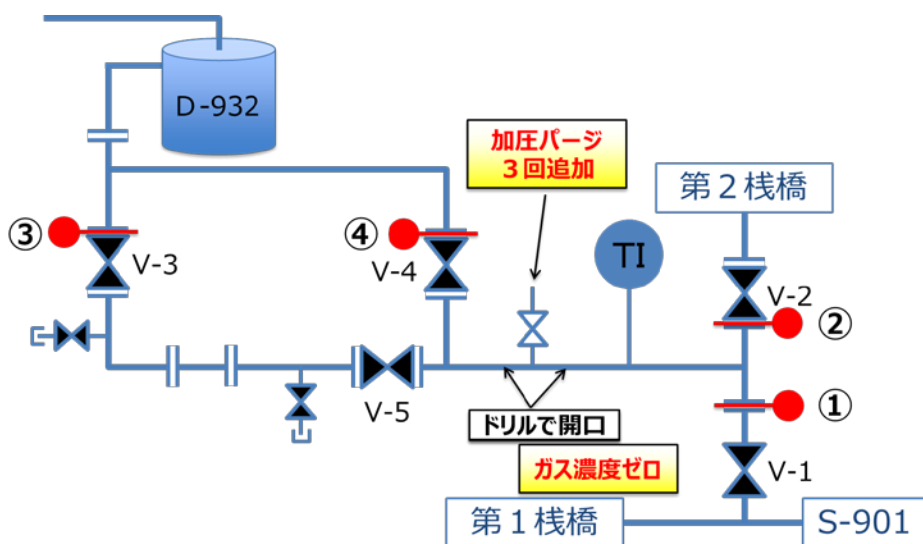 D-932
加圧パージ
３回追加
第２桟橋
③
④
V-3
V-4
TI
V-2
②
①
V-5
ドリルで開口
ガス濃度ゼロ
V-1
第１桟橋
S-901